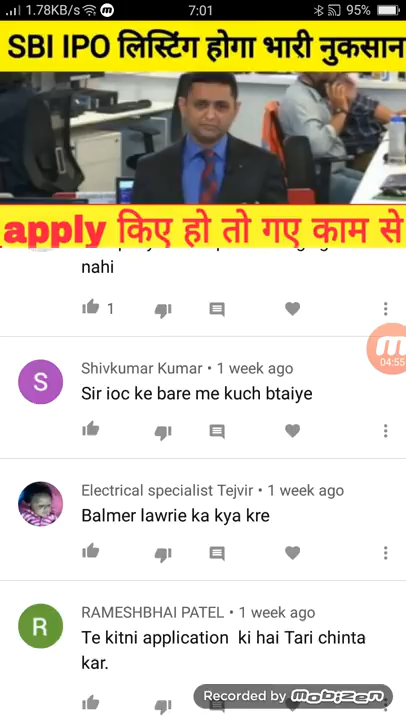 1.78KB/s 7:01 95%
SBI IPO लिस्टिंग होगा भारी नुकसान
apply किए हो तो गए काम से
nahi
1
S Shivkumar Kumar • 1 week ago
Sir ioc ke bare me kuch btaiye
04:55
Electrical specialist Tejvir • 1 week ago
Balmer lawrie ka kya kre
R RAMESHBHAI PATEL • 1 week ago
Te kitni application ki hai Tari chinta
kar.
Recorded by mobizen